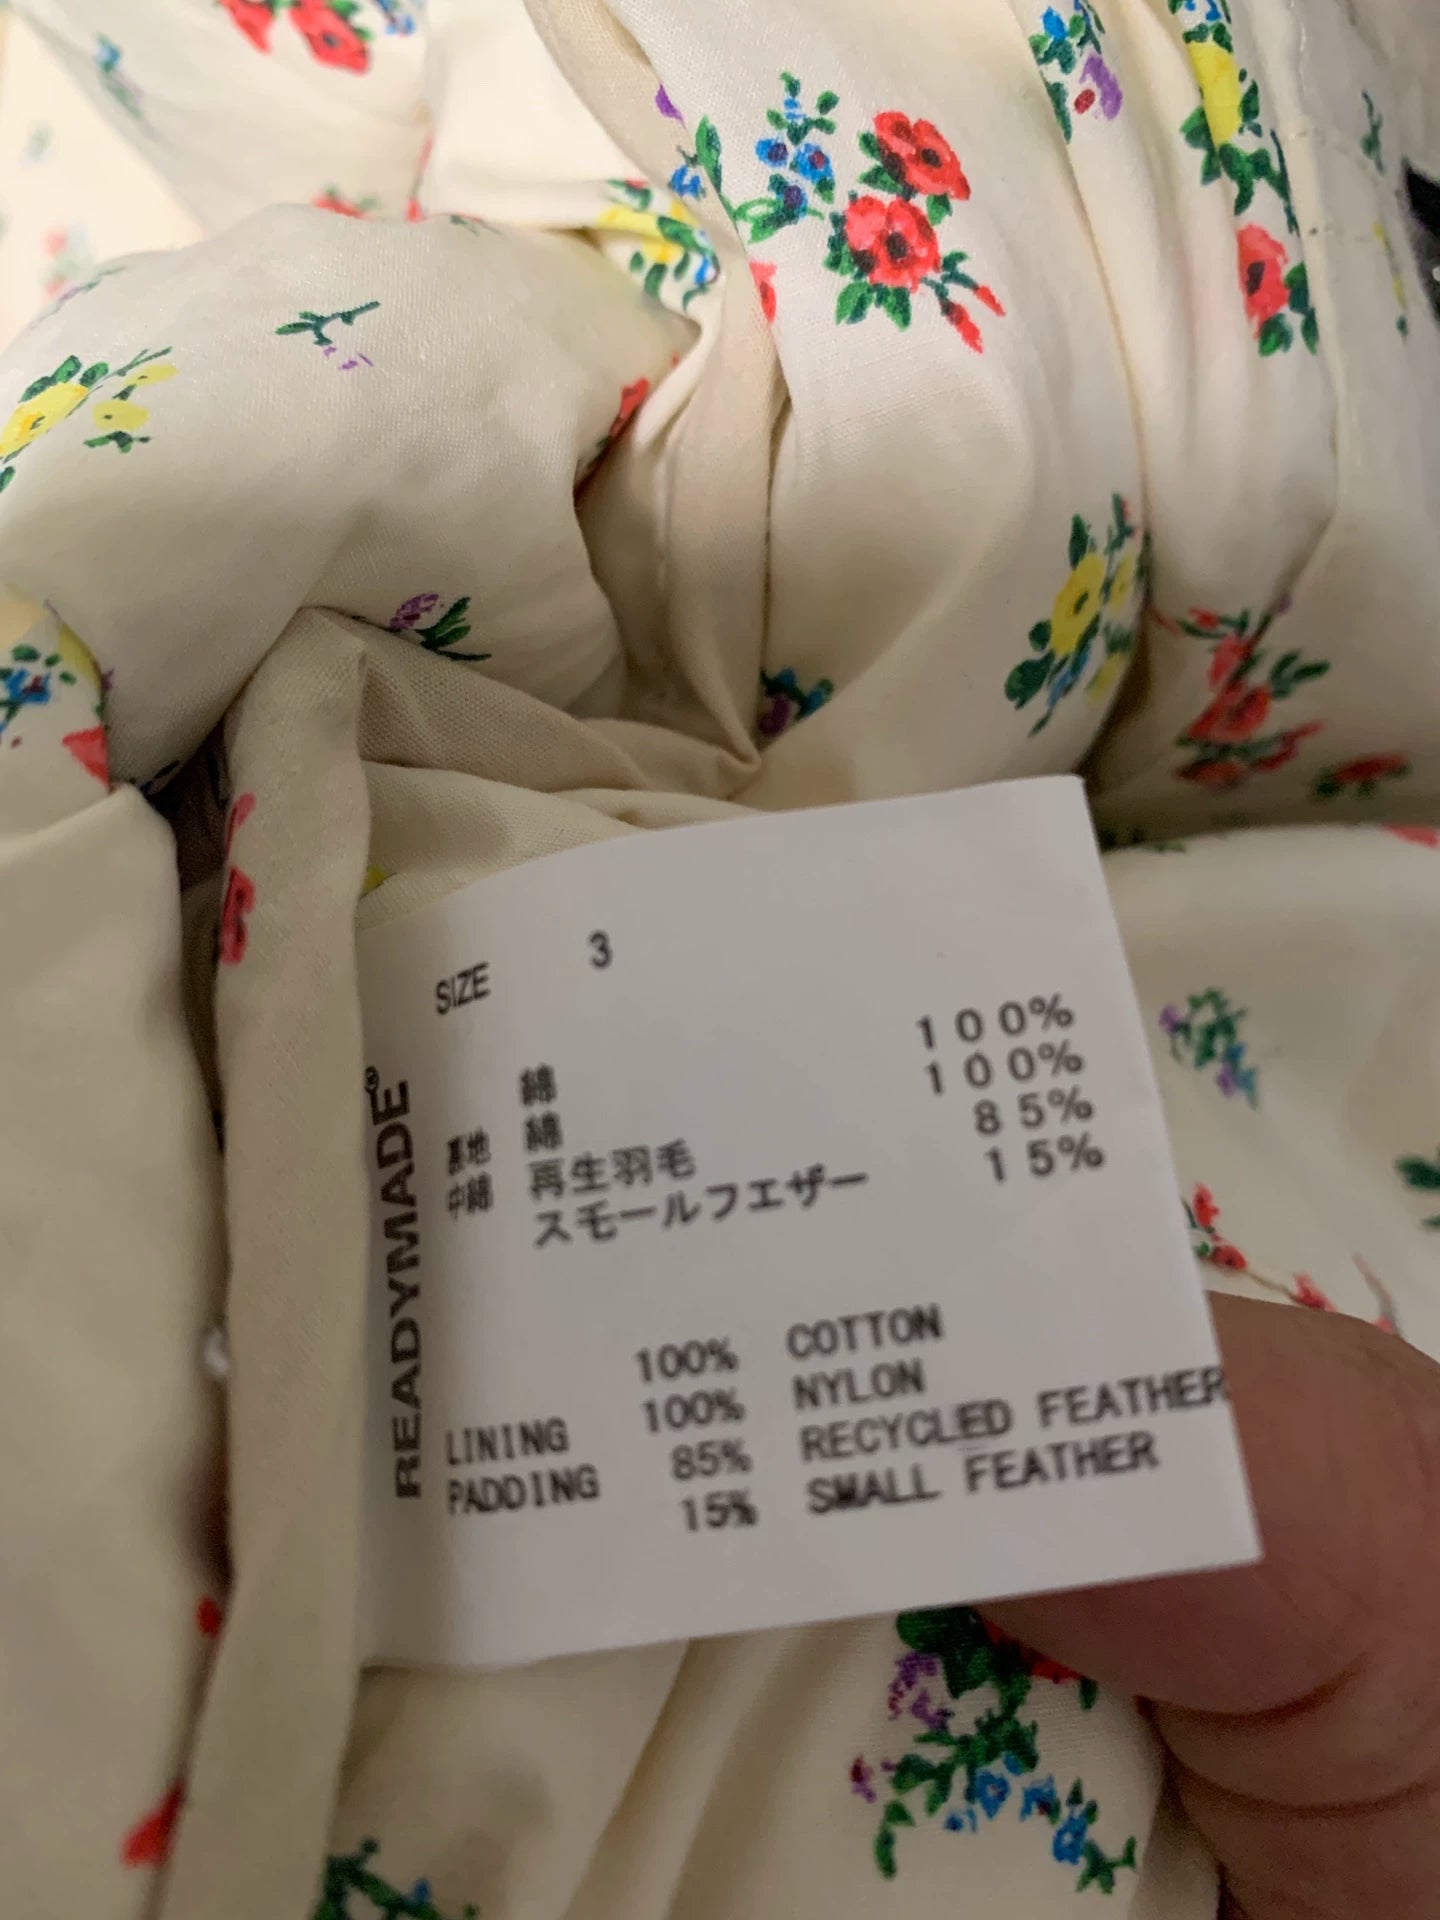 SIZE 3
綿 100%
裏地 綿 100%
中綿 再生羽毛 85%
スモールフェザー 15%
100% COTTON
LINING 100% NYLON
PADDING 85% RECYCLED FEATHER
15% SMALL FEATHER
READYMADE®